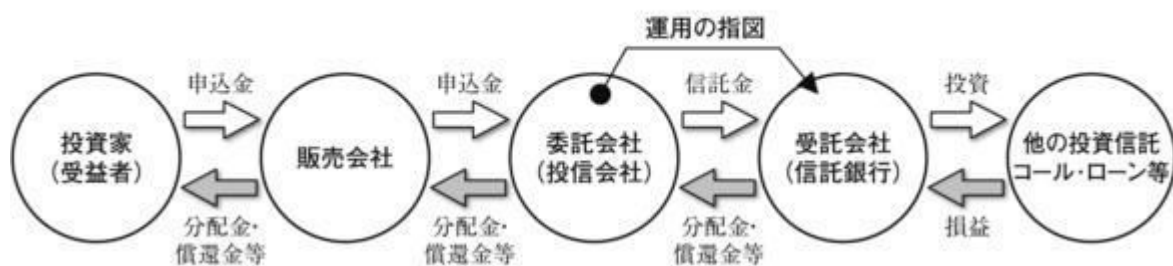 運用の指図
申込金
申込金
信託金
投資
投資家
(受益者)
販売会社
委託会社
(投信会社)
受託会社
(信託銀行)
他の投資信託
コール・ローン等
分配金・
償還金等
分配金・
償還金等
分配金・
償還金等
損益